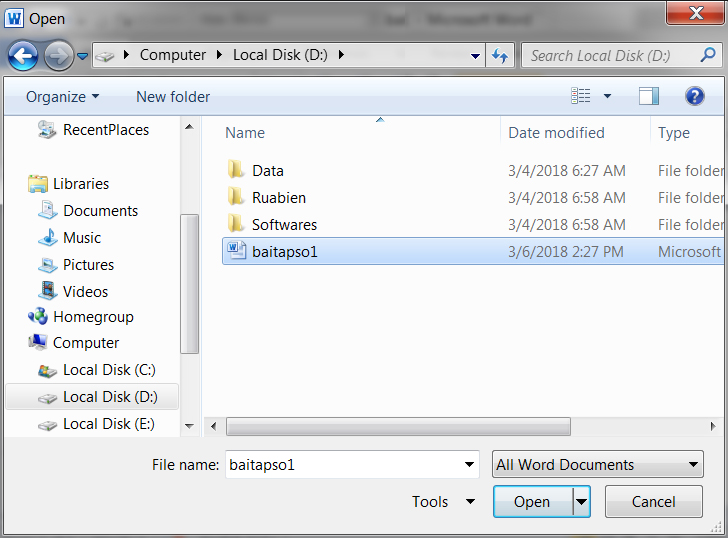 Open
Computer Local Disk (D:) Search Local Disk (D:)
Organize New folder
Name Date modified Type
RecentPlaces
Libraries
Documents
Music
Pictures
Videos
Homegroup
Computer
Local Disk (C:)
Local Disk (D:)
Local Disk (E:)
Data 3/4/2018 6:27 AM File folder
Ruabien 3/4/2018 6:58 AM File folder
Softwares 3/4/2018 6:58 AM File folder
baitapso1 3/6/2018 2:27 PM Microsoft
File name: baitapso1 All Word Documents
Tools Open Cancel